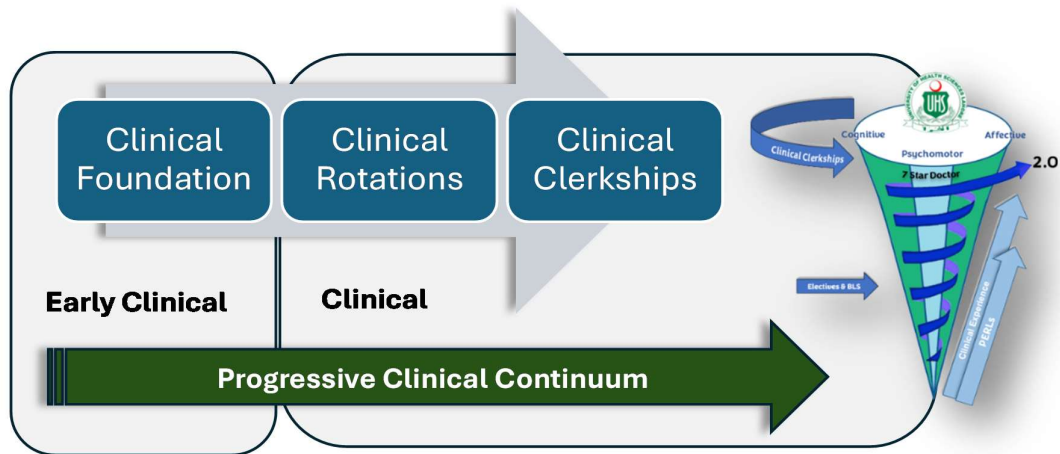 Clinical
Foundation
Clinical
Rotations
Clinical
Clerkships
Early Clinical
Clinical
Progressive Clinical Continuum
UHS
Cognitive
Affective
Psychomotor
Clinical Clerkships
7 Star Doctor
2.0
Electives & BLS
Clinical Experience
PERLs